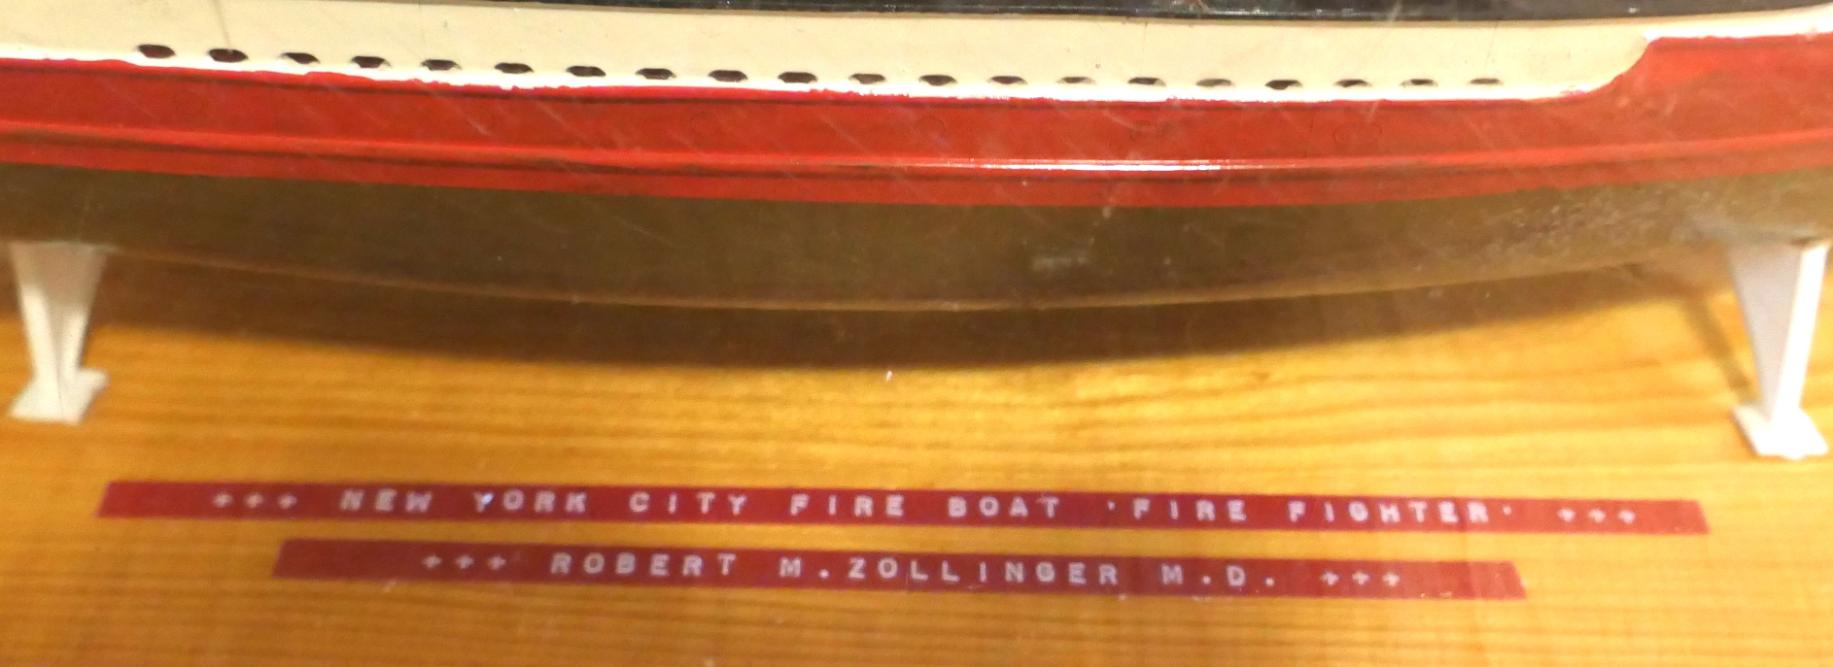 +++ NEW YORK CITY FIRE BOAT 'FIRE FIGHTER' +++
+++ ROBERT M.ZOLLINGER M.D. +++